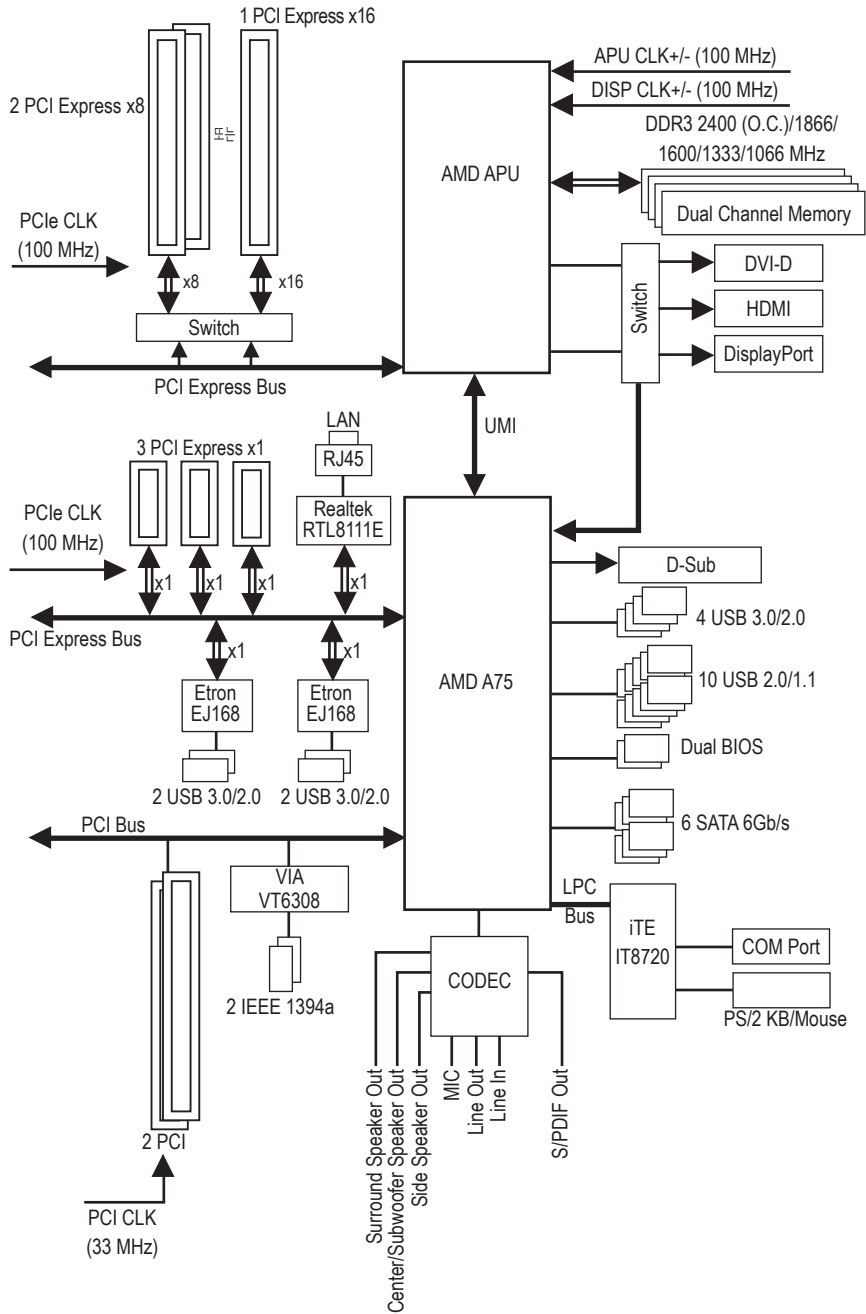 1 PCI Express x16
2 PCI Express x8
PCIe CLK
(100 MHz)
x8
x16
Switch
PCI Express Bus
AMD APU
APU CLK+/- (100 MHz)
DISP CLK+/- (100 MHz)
DDR3 2400 (O.C.)/1866/
1600/1333/1066 MHz
Dual Channel Memory
Switch
DVI-D
HDMI
DisplayPort
UMI
LAN
RJ45
Realtek
RTL8111E
3 PCI Express x1
PCIe CLK
(100 MHz)
x1
x1
x1
x1
PCI Express Bus
x1
x1
Etron
EJ168
Etron
EJ168
2 USB 3.0/2.0
2 USB 3.0/2.0
AMD A75
D-Sub
4 USB 3.0/2.0
10 USB 2.0/1.1
Dual BIOS
6 SATA 6Gb/s
PCI Bus
VIA
VT6308
2 IEEE 1394a
2 PCI
PCI CLK
(33 MHz)
LPC
Bus
iTE
IT8720
COM Port
PS/2 KB/Mouse
CODEC
Surround Speaker Out
Center/Subwoofer Speaker Out
Side Speaker Out
MIC
Line Out
Line In
S/PDIF Out